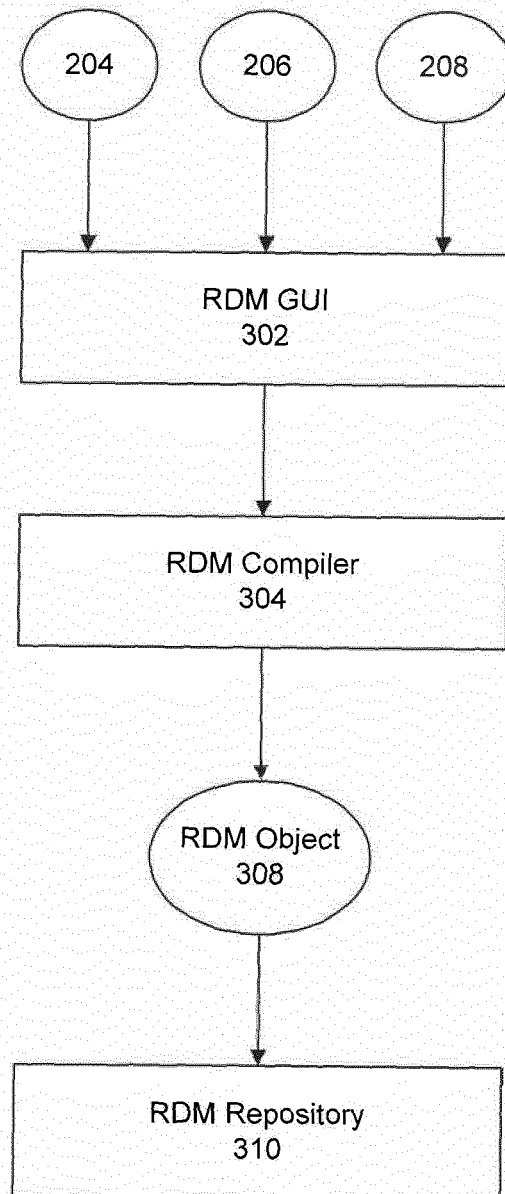 204 206 208
RDM GUI
302
RDM Compiler
304
RDM Object
308
RDM Repository
310